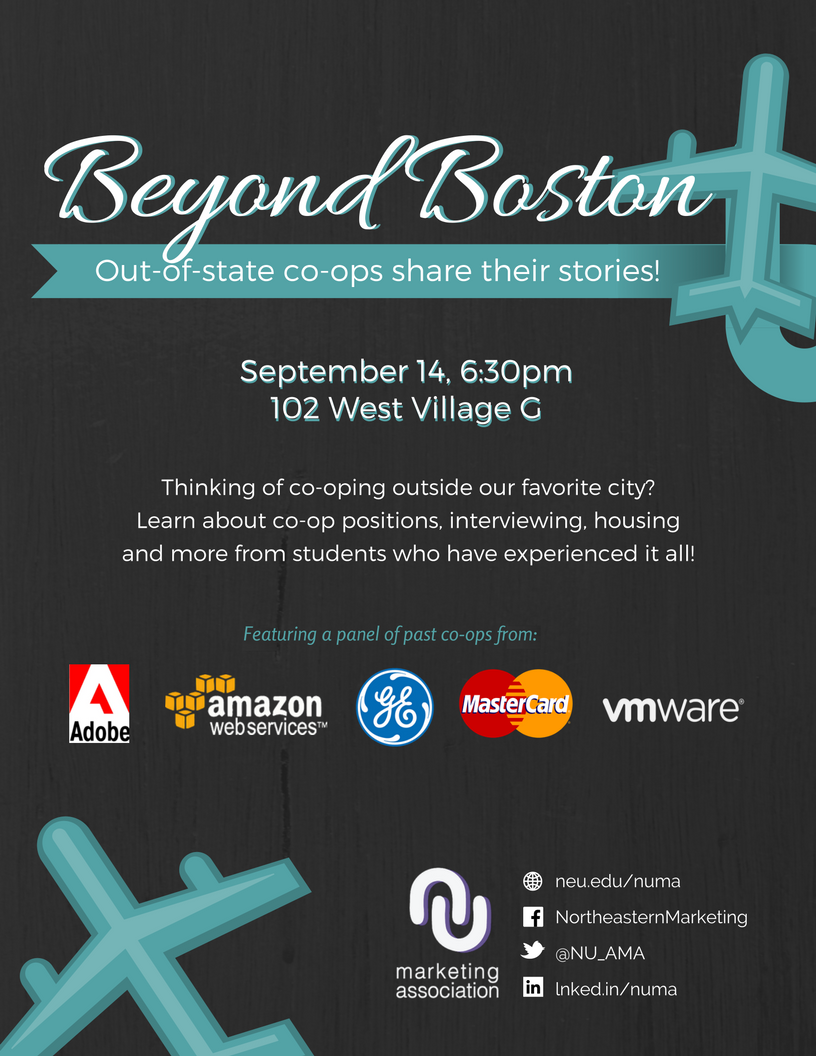 Beyond Boston
Out-of-state co-ops share their stories!
September 14, 6:30pm
102 West Village G
Thinking of co-oping outside our favorite city?
Learn about co-op positions, interviewing, housing
and more from students who have experienced it all!
Featuring a panel of past co-ops from:
Adobe
amazon
webservices™
GE
MasterCard
vmware®
marketing
association
neu.edu/numa
NortheasternMarketing
@NU_AMA
lnked.in/numa